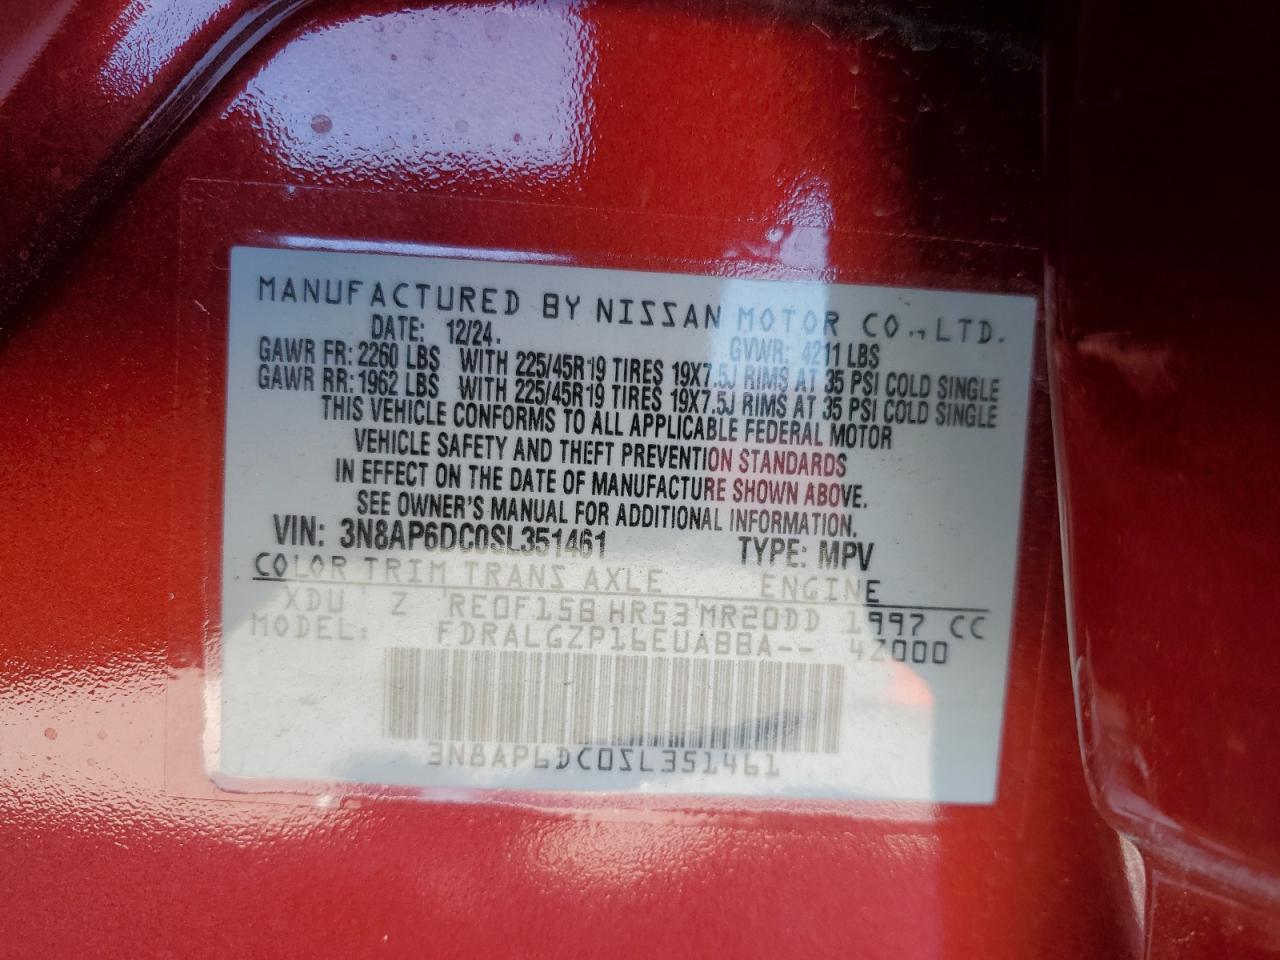 MANUFACTURED BY NISSAN MOTOR CO., LTD.
DATE: 12/24. GVWR: 4211 LBS
GAWR FR: 2260 LBS WITH 225/45R19 TIRES 19X7.5J RIMS AT 35 PSI COLD SINGLE
GAWR RR: 1962 LBS WITH 225/45R19 TIRES 19X7.5J RIMS AT 35 PSI COLD SINGLE
THIS VEHICLE CONFORMS TO ALL APPLICABLE FEDERAL MOTOR
VEHICLE SAFETY AND THEFT PREVENTION STANDARDS
IN EFFECT ON THE DATE OF MANUFACTURE SHOWN ABOVE.
SEE OWNER'S MANUAL FOR ADDITIONAL INFORMATION.
VIN: 3N8AP6DC0SL351461 TYPE: MPV
COLOR TRIM TRANS AXLE ENGINE
XDU Z RE0F15B HR53 MR20DD 1997 CC
MODEL: FDRALGZP16EUABBA-- 4Z000
3N8AP6DC0SL351461